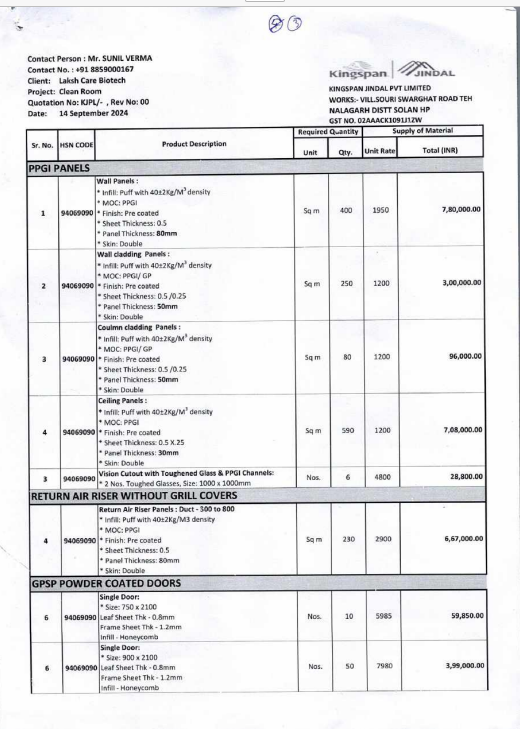 5 3
Contact Person : Mr. SUNIL VERMA
Contact No. : +91 8859000167
Client: Laksh Care Biotech
Project: Clean Room
Quotation No: KJPL/- , Rev No: 00
Date: 14 September 2024
Kingspan JINDAL
KINGSPAN JINDAL PVT LIMITED
WORKS:- VILL.SOURI SWARGHAT ROAD TEH
NALAGARH DISTT SOLAN HP
GST NO. 02AAACK1091J1ZW
Required Quantity Supply of Material
Sr. No. HSN CODE Product Description Unit Qty. Unit Rate Total (INR)
PPGI PANELS
Wall Panels :
* Infill: Puff with 40±2Kg/M³ density
* MOC: PPGI
1 94069090 * Finish: Pre coated Sq m 400 1950 7,80,000.00
* Sheet Thickness: 0.5
* Panel Thickness: 80mm
* Skin: Double
Wall cladding Panels :
* Infill: Puff with 40±2Kg/M³ density
* MOC: PPGI/ GP
2 94069090 * Finish: Pre coated Sq m 250 1200 3,00,000.00
* Sheet Thickness: 0.5 /0.25
* Panel Thickness: 50mm
* Skin: Double
Coulmn cladding Panels :
* Infill: Puff with 40±2Kg/M³ density
* MOC: PPGI/ GP
3 94069090 * Finish: Pre coated Sq m 80 1200 96,000.00
* Sheet Thickness: 0.5 /0.25
* Panel Thickness: 50mm
* Skin: Double
Ceiling Panels :
* Infill: Puff with 40±2Kg/M³ density
* MOC: PPGI
4 94069090 * Finish: Pre coated Sq m 590 1200 7,08,000.00
* Sheet Thickness: 0.5 X.25
* Panel Thickness: 30mm
* Skin: Double
3 94069090 Vision Cutout with Toughened Glass & PPGI Channels: Nos. 6 4800 28,800.00
* 2 Nos. Toughed Glasses, Size: 1000 x 1000mm
RETURN AIR RISER WITHOUT GRILL COVERS
Return Air Riser Panels : Duct - 500 to 800
* Infill: Puff with 40±2Kg/M3 density
* MOC: PPGI
4 94069090 * Finish: Pre coated Sq m 230 2900 6,67,000.00
* Sheet Thickness: 0.5
* Panel Thickness: 80mm
* Skin: Double
GPSP POWDER COATED DOORS
Single Door:
* Size: 750 x 2100
6 94069090 Leaf Sheet Thk - 0.8mm Nos. 10 5985 59,850.00
Frame Sheet Thk - 1.2mm
Infill - Honeycomb
Single Door:
* Size: 900 x 2100
6 94069090 Leaf Sheet Thk - 0.8mm Nos. 50 7980 3,99,000.00
Frame Sheet Thk - 1.2mm
Infill - Honeycomb